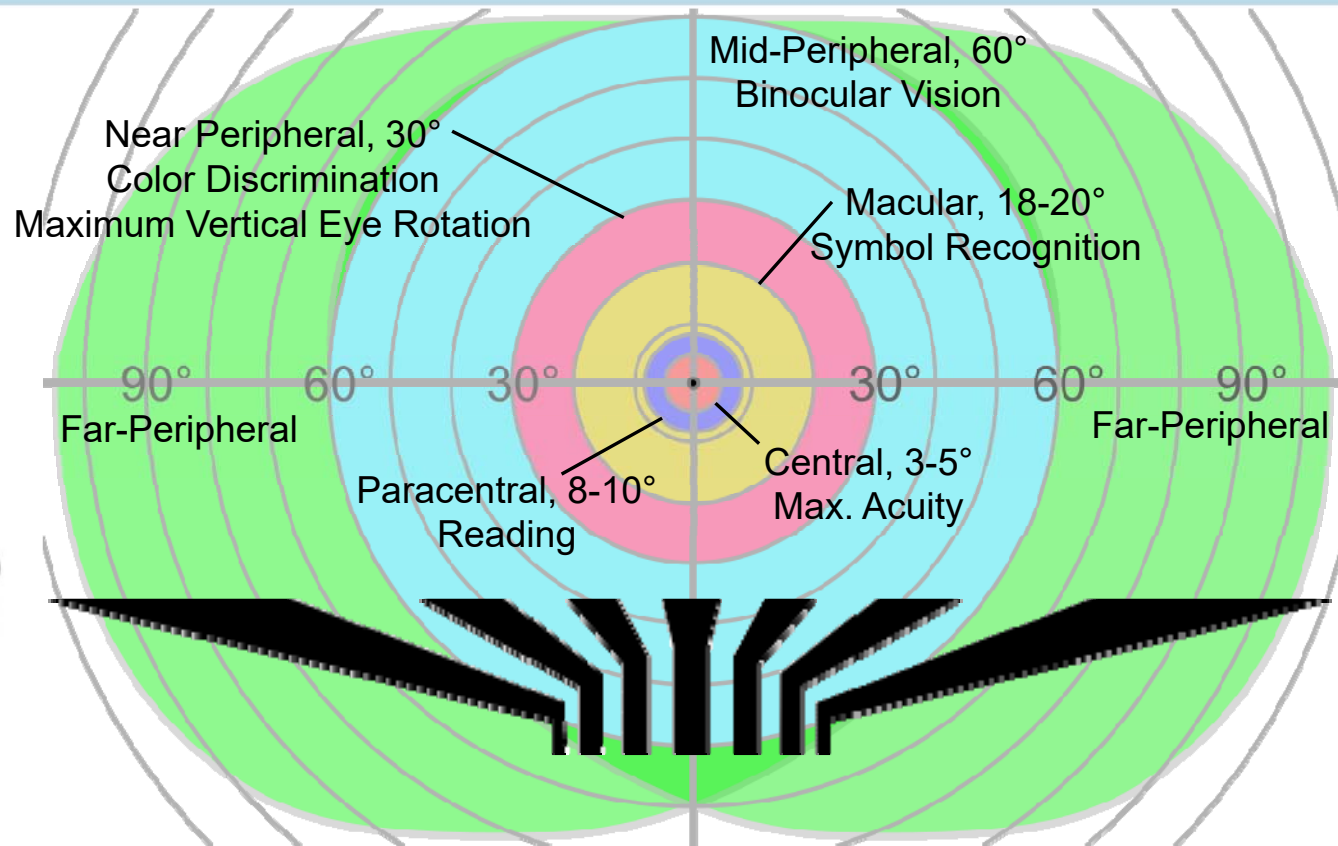 Mid-Peripheral, 60°
Binocular Vision
Near Peripheral, 30°
Color Discrimination
Maximum Vertical Eye Rotation
Macular, 18-20°
Symbol Recognition
90° 60° 30° 30° 60° 90°
Far-Peripheral
Far-Peripheral
Central, 3-5°
Max. Acuity
Paracentral, 8-10°
Reading